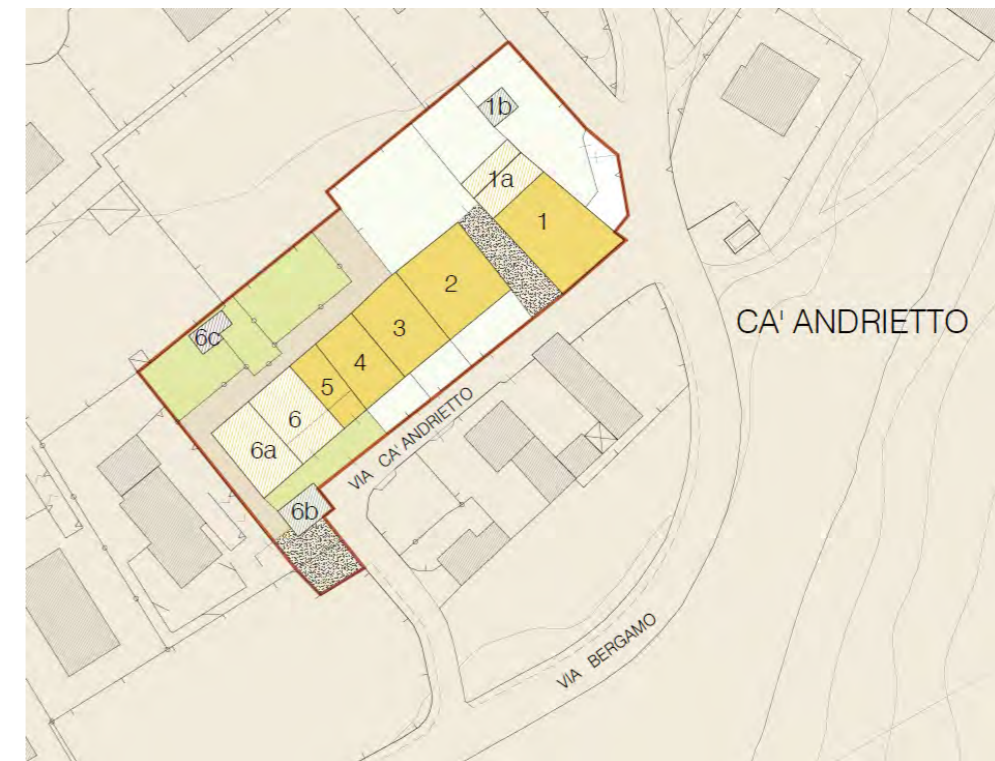 1b
1a
1
2
CA' ANDRIETTO
3
6c
4
5
6
6a
VIA CA' ANDRIETTO
6b
VIA BERGAMO